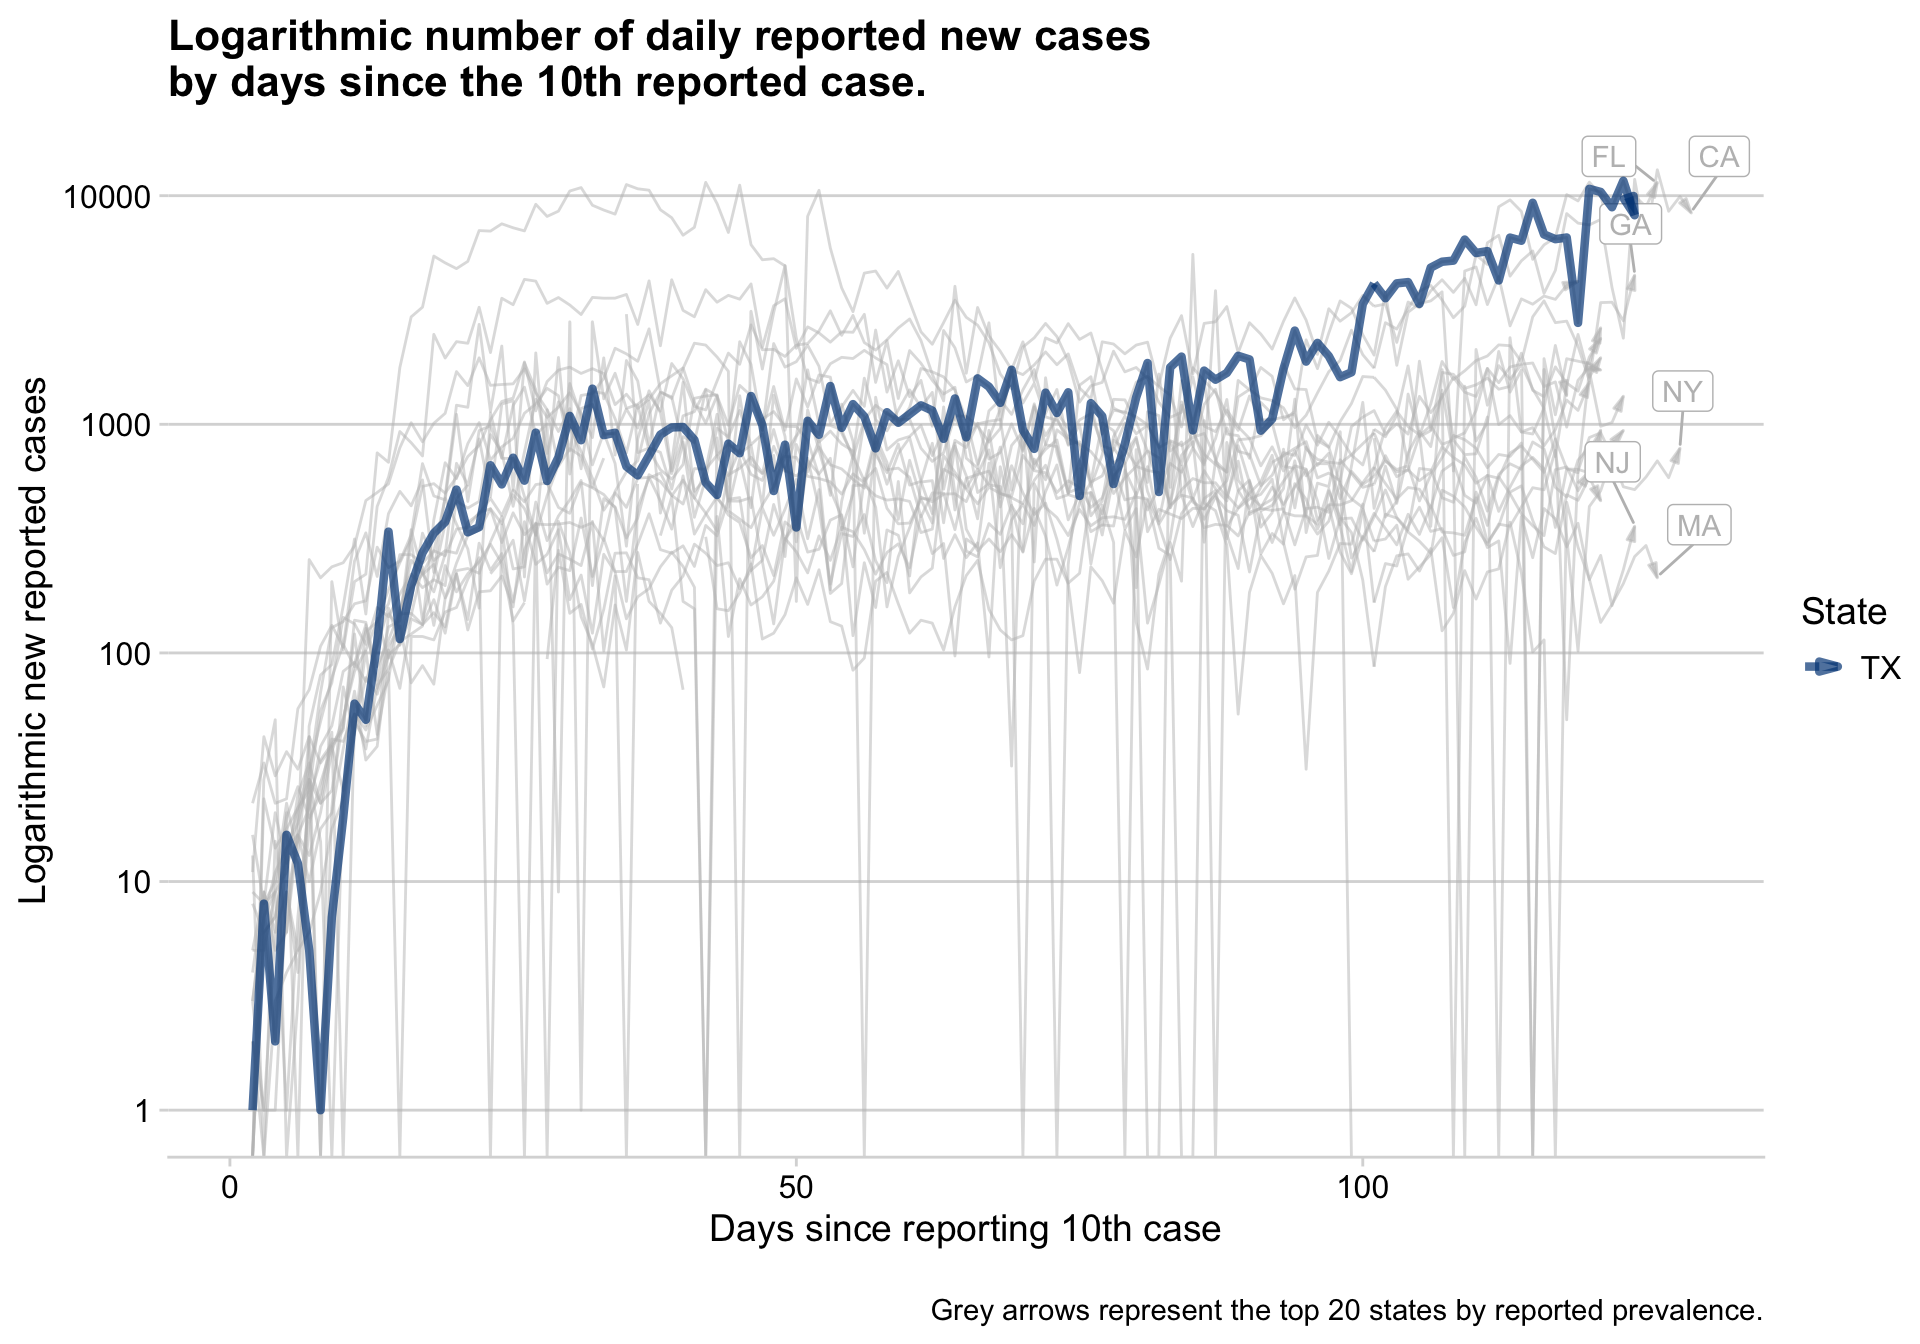 Logarithmic number of daily reported new cases
by days since the 10th reported case.
FL
CA
10000
GA
NY
1000
NJ
MA
Logarithmic new reported cases
State
100
TX
10
1
0
50
100
Days since reporting 10th case
Grey arrows represent the top 20 states by reported prevalence.